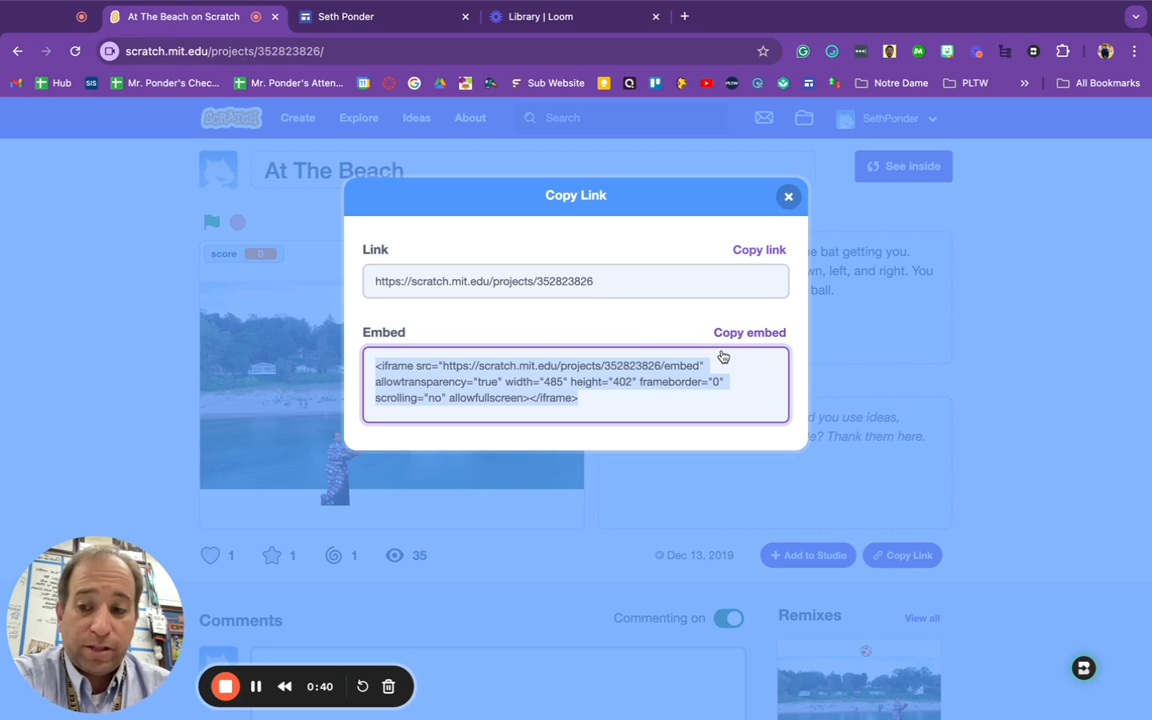 At The Beach on Scratch
Seth Ponder
Library | Loom
scratch.mit.edu/projects/352823826/
Hub
SIS
Mr. Ponder's Chec...
Mr. Ponder's Atten...
Sub Website
Notre Dame
PLTW
All Bookmarks
SCRATCH
Create
Explore
Ideas
About
Search
SethPonder
At The Beach
See inside
Copy Link
Link
Copy link
https://scratch.mit.edu/projects/352823826
Embed
Copy embed
<iframe src="https://scratch.mit.edu/projects/352823826/embed"
allowtransparency="true" width="485" height="402" frameborder="0"
scrolling="no" allowfullscreen></iframe>
score 0
e bat getting you.
wn, left, and right. You
ball.
d you use ideas,
e? Thank them here.
1
1
1
35
© Dec 13, 2019
Add to Studio
Copy Link
Comments
Commenting on
Remixes
View all
0:40